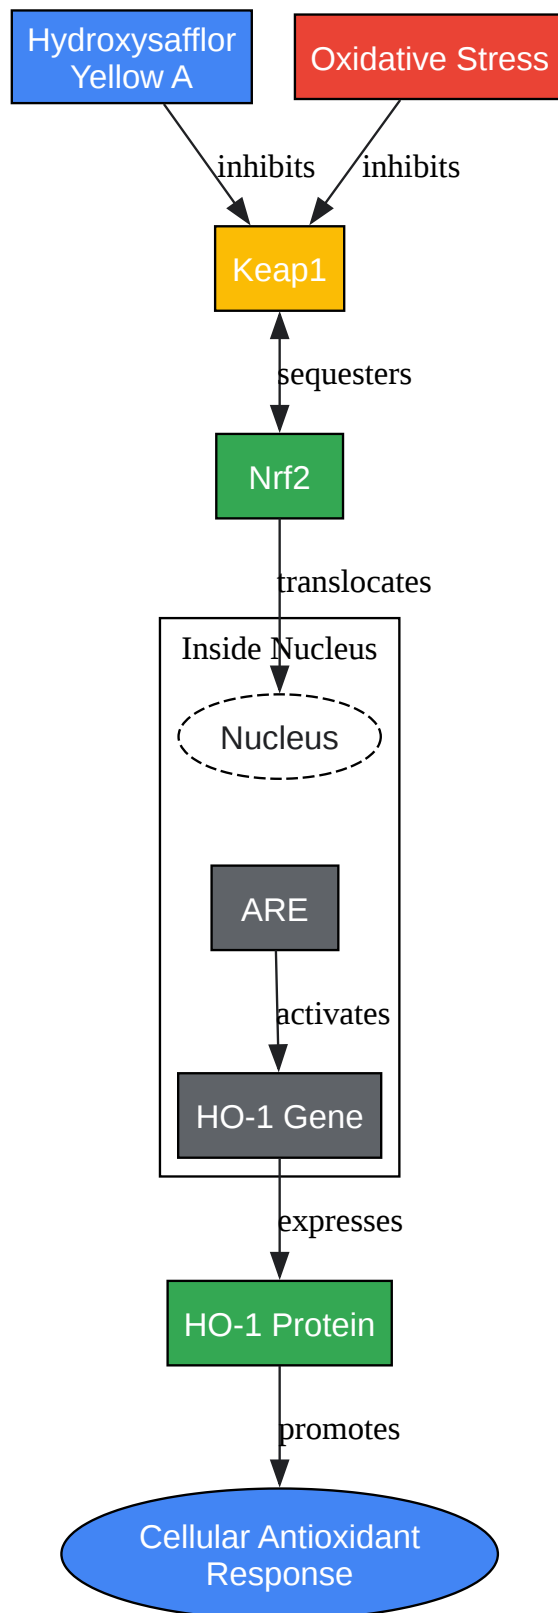 Hydroxysafflor
Yellow A
Oxidative Stress
inhibits
inhibits
Keap1
sequesters
Nrf2
translocates
Inside Nucleus
Nucleus
ARE
activates
HO-1 Gene
expresses
HO-1 Protein
promotes
Cellular Antioxidant
Response